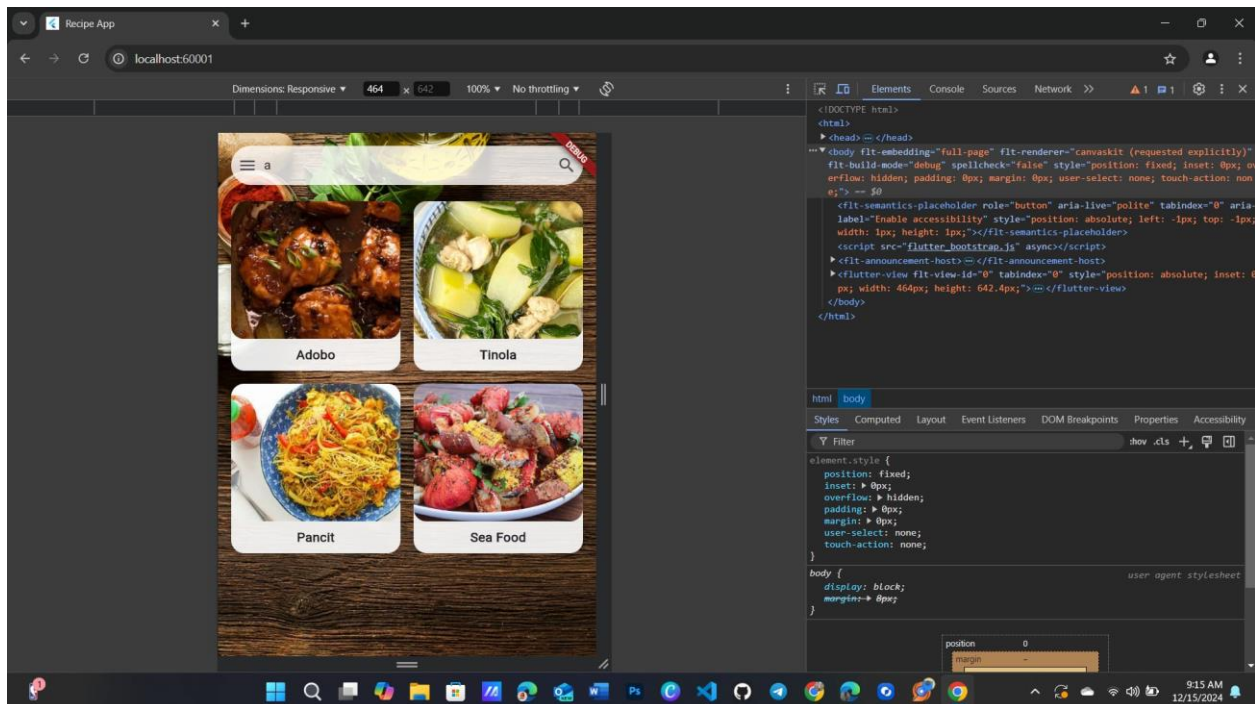 Recipe App
localhost:60001
Dimensions: Responsive 464 x 642 100% No throttling
Elements Console Sources Network 1 1
<!DOCTYPE html>
<html>
<head> </head>
<body flt-embedding="full-page" flt-renderer="canvaskit (requested explicitly)"
flt-build-mode="debug" spellcheck="false" style="position: fixed; inset: 0px; ov
erflow: hidden; padding: 0px; margin: 0px; user-select: none; touch-action: non
e;"> == $0
<flt-semantics-placeholder role="button" aria-live="polite" tabindex="0" aria-
label="Enable accessibility" style="position: absolute; left: -1px; top: -1px;
width: 1px; height: 1px;"></flt-semantics-placeholder>
<script src="flutter_bootstrap.js" async></script>
<flt-announcement-host> </flt-announcement-host>
<flutter-view flt-view-id="0" tabindex="0" style="position: absolute; inset: 0
px; width: 464px; height: 642.4px;"> </flutter-view>
</body>
</html>
DEBUG
a
Adobo
Tinola
Pancit
Sea Food
html body
Styles Computed Layout Event Listeners DOM Breakpoints Properties Accessibility
Filter :hov .cls
element.style {
position: fixed;
inset: 0px;
overflow: hidden;
padding: 0px;
margin: 0px;
user-select: none;
touch-action: none;
}
body { user agent stylesheet
display: block;
margin: 8px;
}
position 0
margin -
1
Ps
9:15 AM
12/15/2024